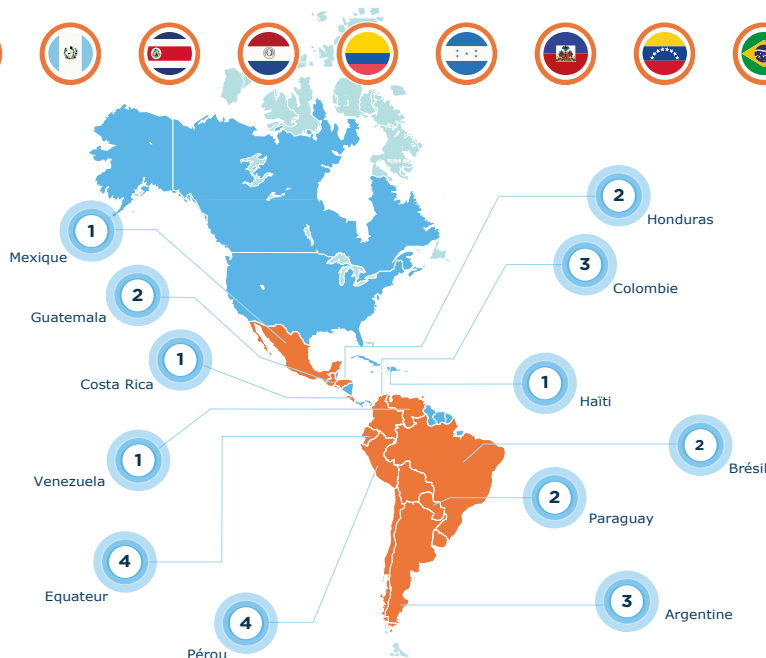 2
Honduras
1
Mexique
3
Colombie
2
Guatemala
1
Costa Rica
1
Haïti
1
Venezuela
2
Brésil
2
Paraguay
4
Equateur
3
Argentine
4
Pérou